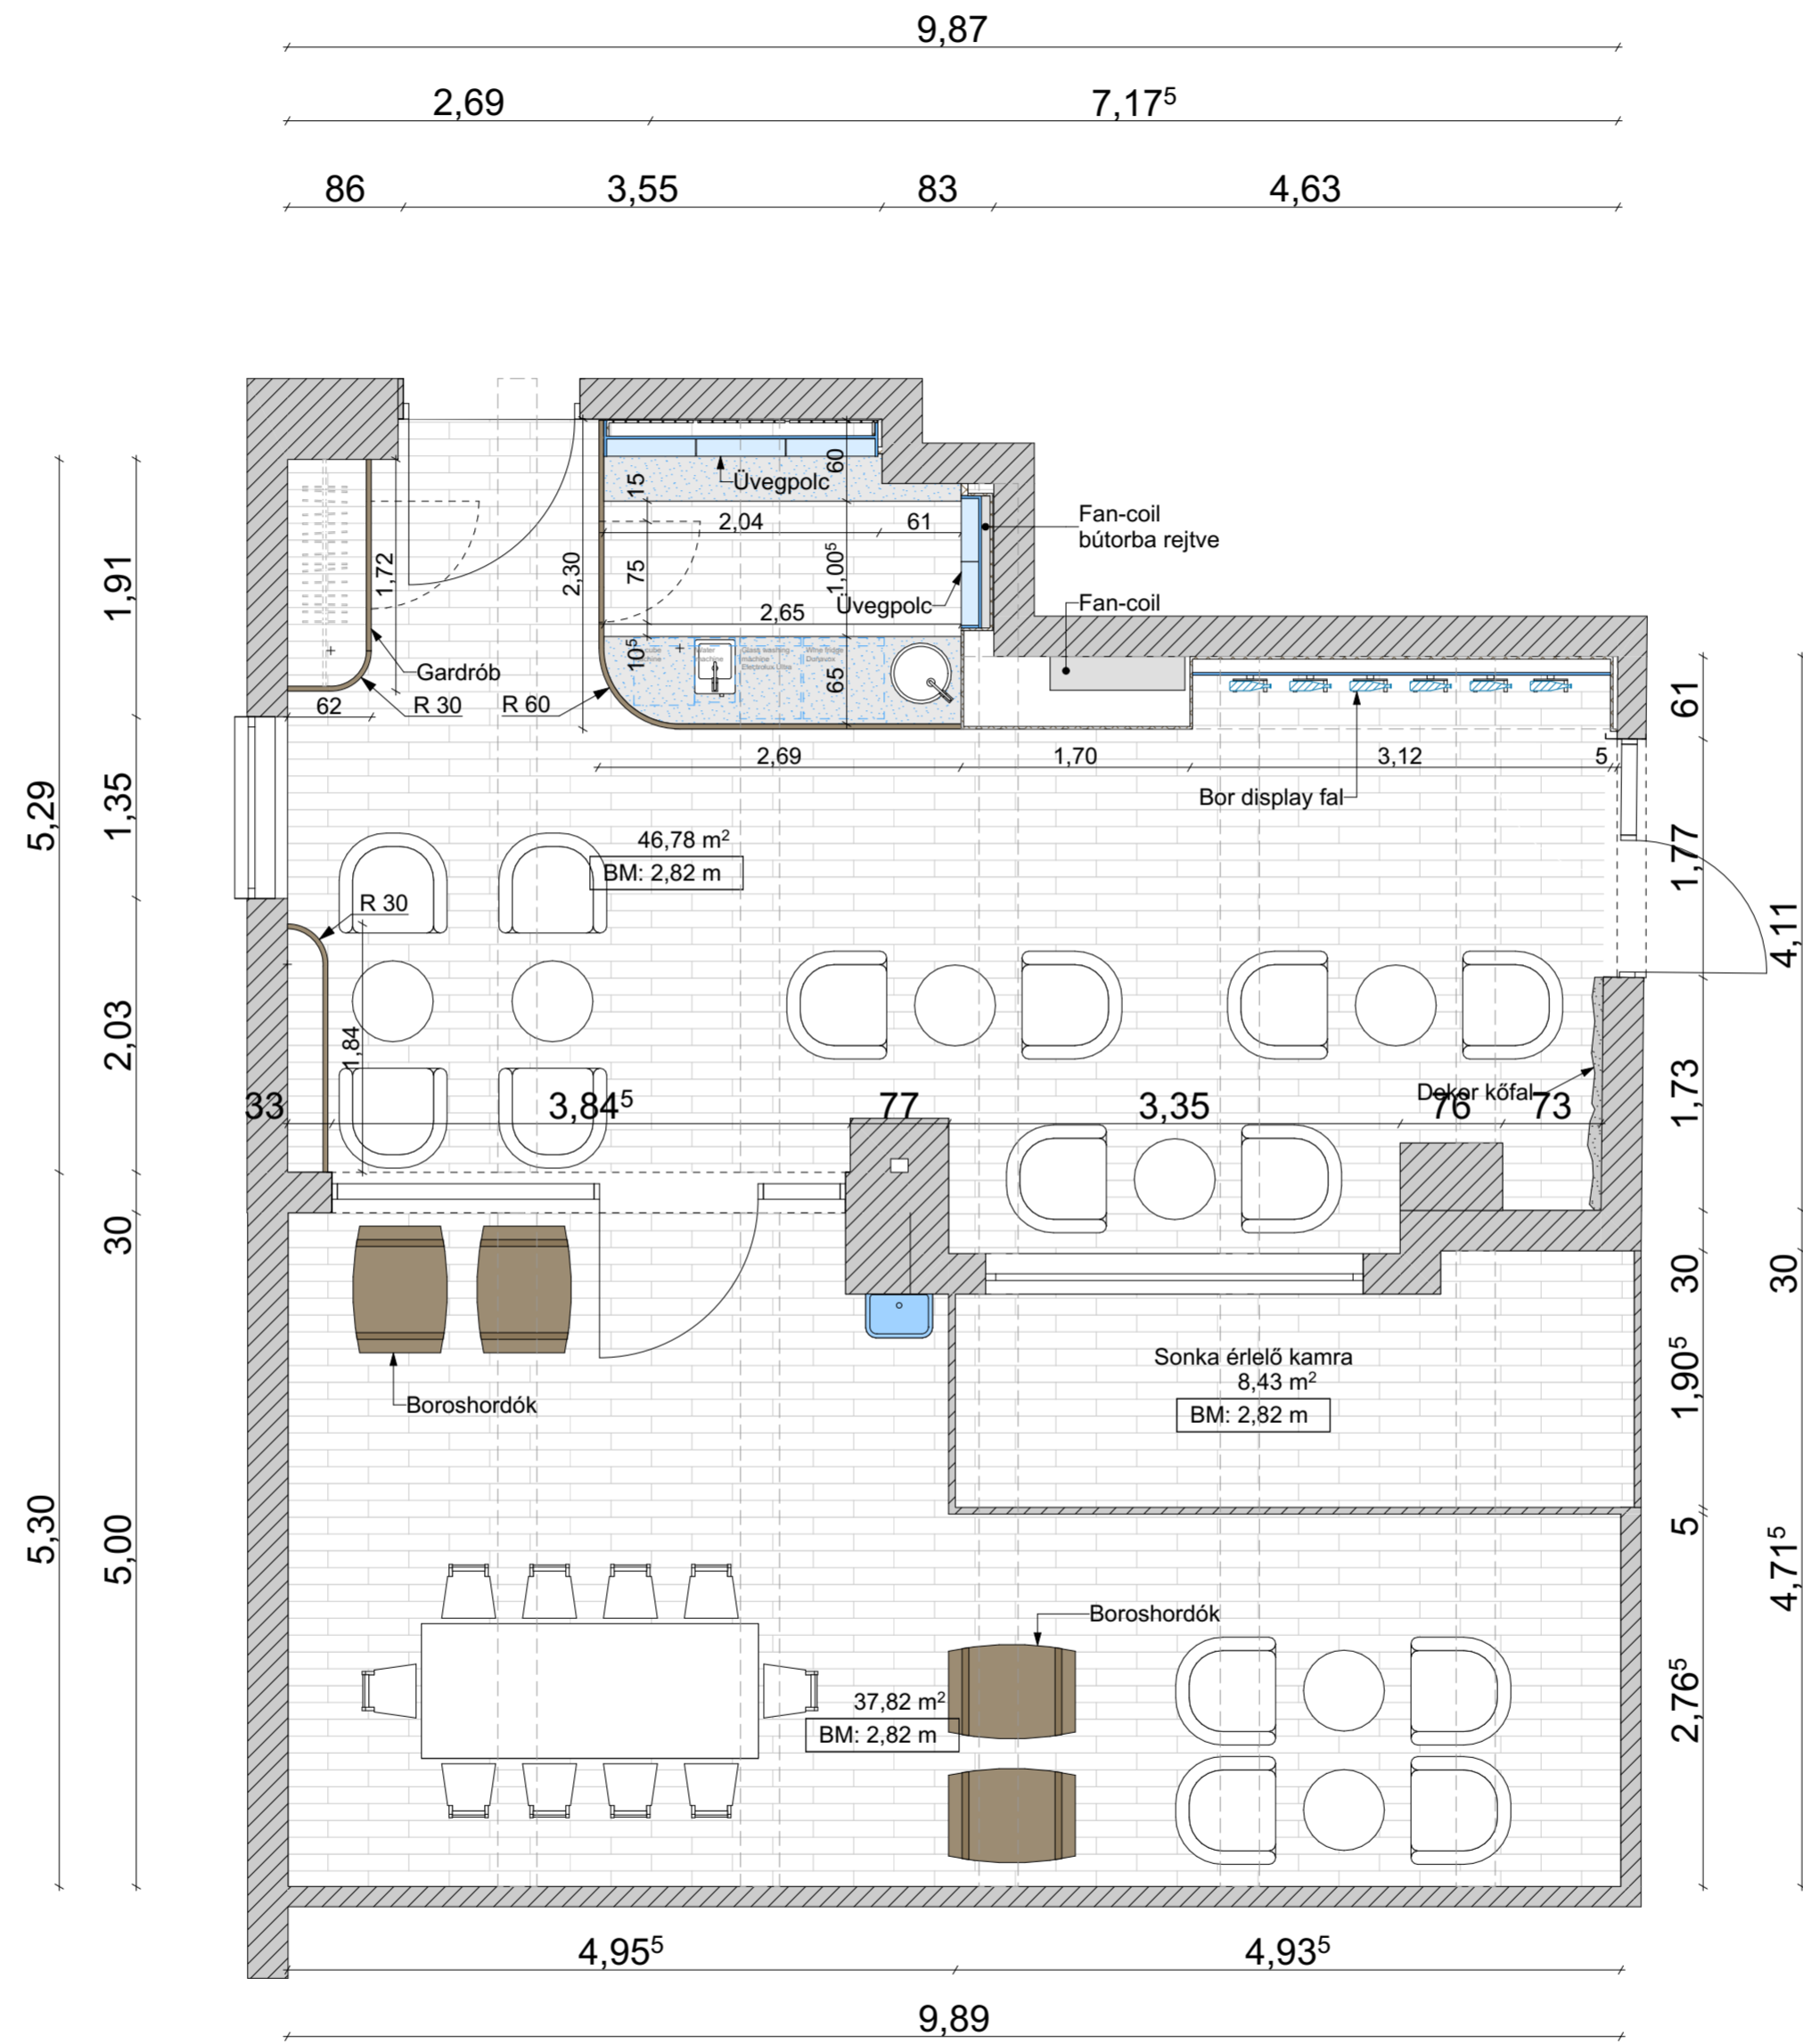 9,87
2,69
7,17⁵
86
3,55
83
4,63
Üvegpolc
60
15
2,04
61
Fan-coil
bútorba rejtve
1,72
2,30
75
1,00⁵
Üvegpolc
2,65
Fan-coil
10⁵
65
Gardrób
R 30
R 60
62
2,69
1,70
3,12
5
Bor display fal
46,78 m²
BM: 2,82 m
R 30
1,84
Dekor kőfal
33
3,84⁵
77
3,35
76
73
Boroshordók
Sonka érlelő kamra
8,43 m²
BM: 2,82 m
Boroshordók
37,82 m²
BM: 2,82 m
5,29
5,30
1,91
1,35
2,03
30
5,00
61
1,77
1,73
30
1,90⁵
5
2,76⁵
4,11
30
4,71⁵
4,95⁵
4,93⁵
9,89